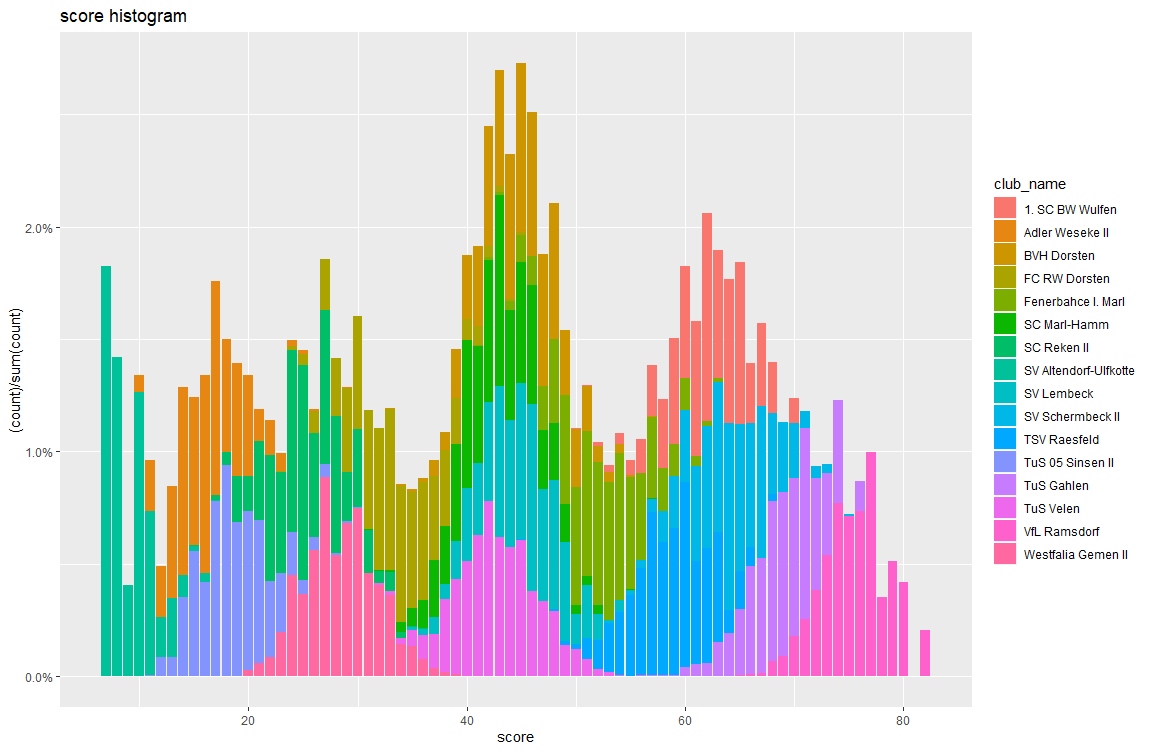 score histogram
(count)/sum(count)
2.0%
1.0%
0.0%
20
40
60
80
score
club_name
1. SC BW Wulfen
Adler Weseke II
BVH Dorsten
FC RW Dorsten
Fenerbahce I. Marl
SC Marl-Hamm
SC Reken II
SV Altendorf-Ulfkotte
SV Lembeck
SV Schermbeck II
TSV Raesfeld
TuS 05 Sinsen II
TuS Gahlen
TuS Velen
VfL Ramsdorf
Westfalia Gemen II